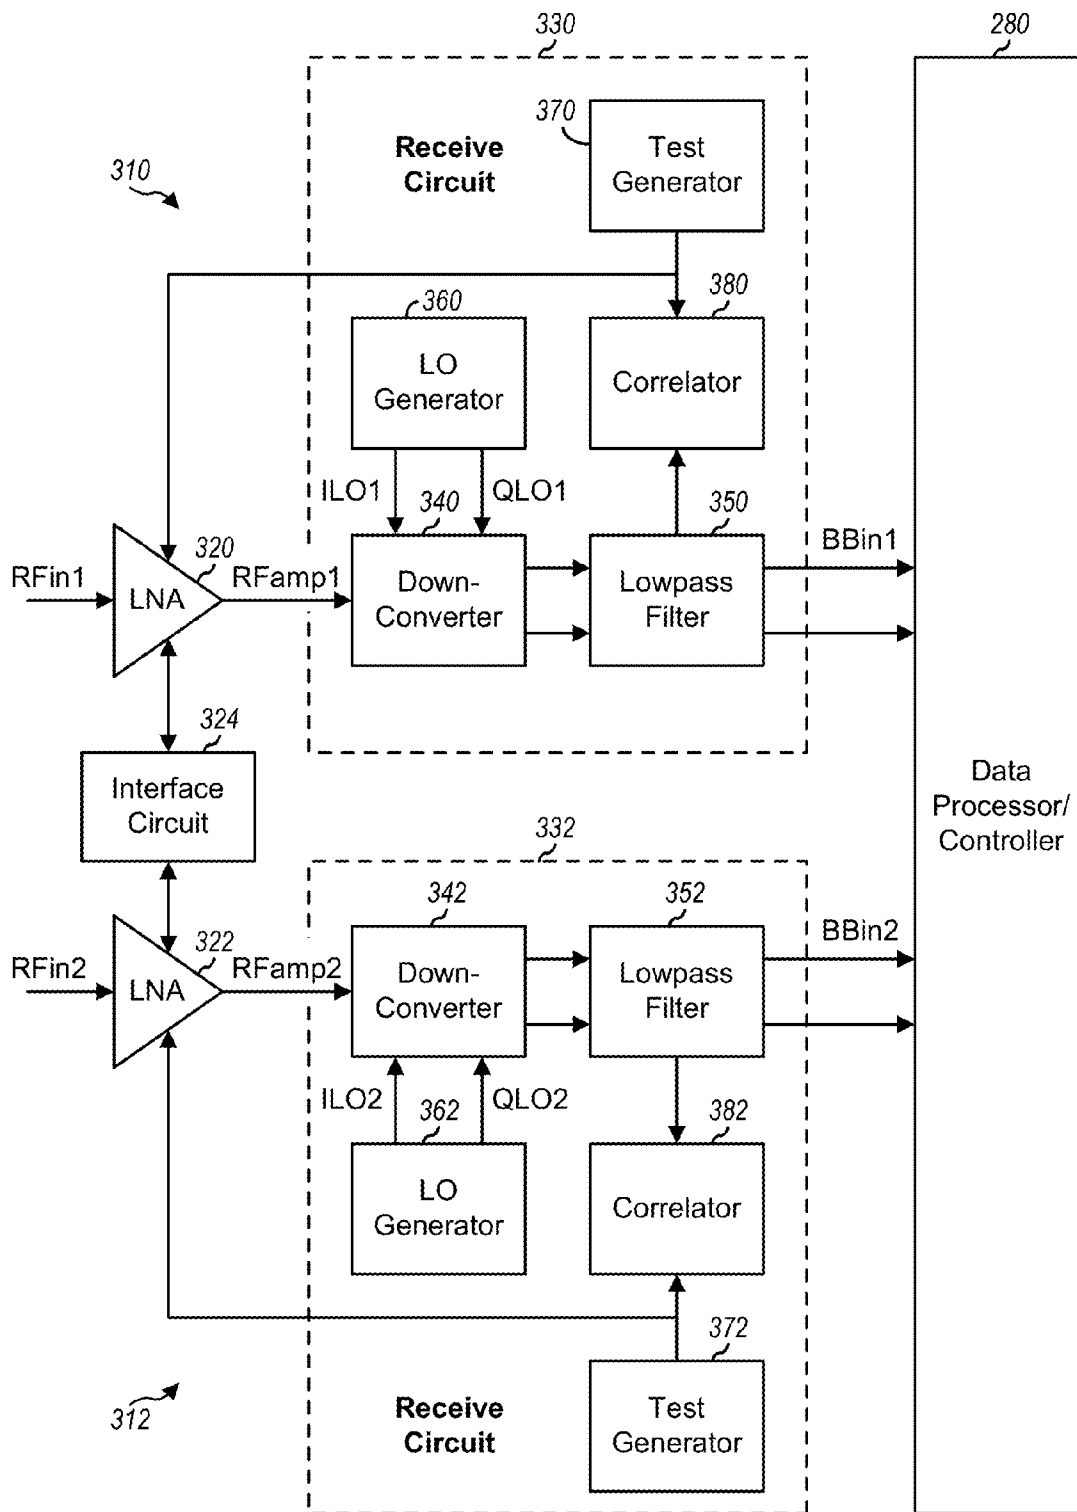 330
280
370
Test
Generator
Receive
Circuit
310
360
380
LO
Generator
Correlator
ILO1
340
QLO1
350
BBin1
320
RFin1
LNA
RFamp1
Down-
Converter
Lowpass
Filter
324
Interface
Circuit
Data
Processor/
Controller
332
342
352
BBin2
322
RFin2
LNA
RFamp2
Down-
Converter
Lowpass
Filter
ILO2
362
QLO2
382
LO
Generator
Correlator
372
312
Receive
Circuit
Test
Generator